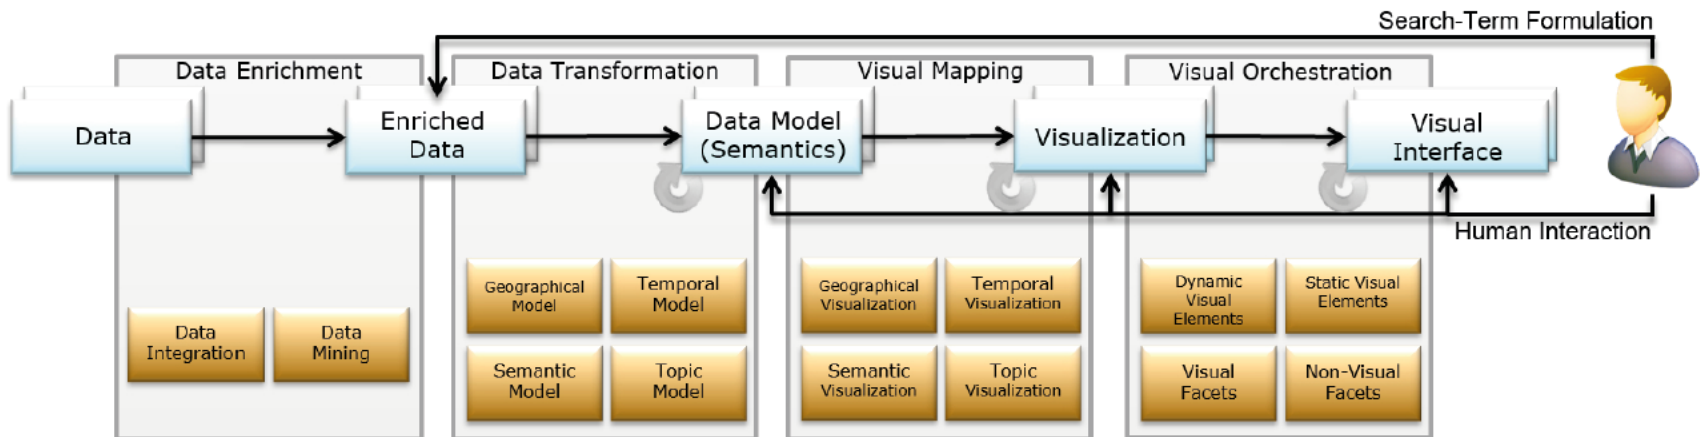 Search-Term Formulation
Data Enrichment
Data Transformation
Visual Mapping
Visual Orchestration
Data
Enriched
Data
Data Model
(Semantics)
Visualization
Visual
Interface
Human Interaction
Data
Integration
Data
Mining
Geographical
Model
Temporal
Model
Semantic
Model
Topic
Model
Geographical
Visualization
Temporal
Visualization
Semantic
Visualization
Topic
Visualization
Dynamic
Visual
Elements
Static Visual
Elements
Visual
Facets
Non-Visual
Facets